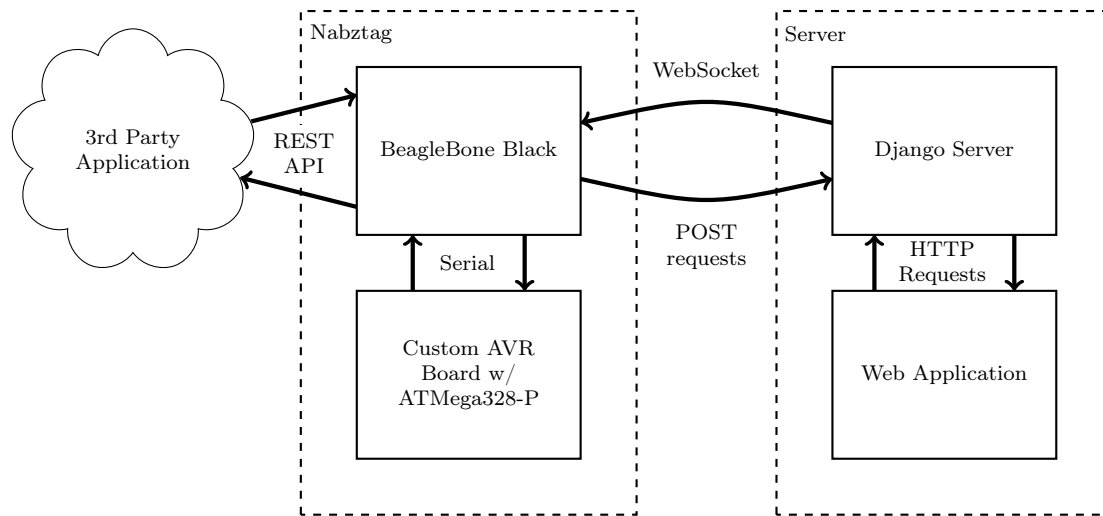 Nabztag
Server
3rd Party
Application
REST
API
BeagleBone Black
WebSocket
POST
requests
Django Server
Serial
HTTP
Requests
Custom AVR
Board w/
ATMega328-P
Web Application